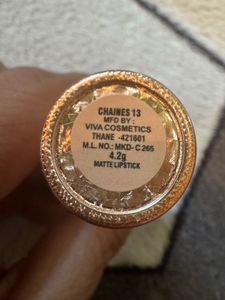 CHAINES 13
MFD BY :
VIVA COSMETICS
THANE -421601
M.L. NO.: MKD- C 265
4.2g
MATTE LIPSTICK